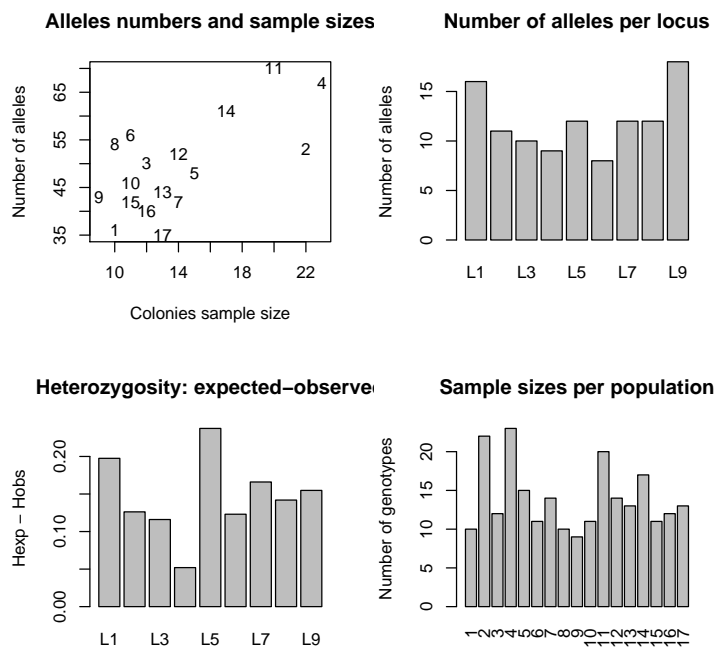 Alleles numbers and sample sizes
Number of alleles
35 45 55 65
1 2 3 4 5 6 7 8 9 10 11 12 13 14 15 16 17
10 14 18 22
Colonies sample size
Number of alleles per locus
Number of alleles
0 5 10 15
L1 L3 L5 L7 L9
Heterozygosity: expected−observe
Hexp − Hobs
0.00 0.10 0.20
L1 L3 L5 L7 L9
Sample sizes per population
Number of genotypes
0 5 10 15 20
1 2 3 4 5 6 7 8 9 10 11 12 13 14 15 16 17